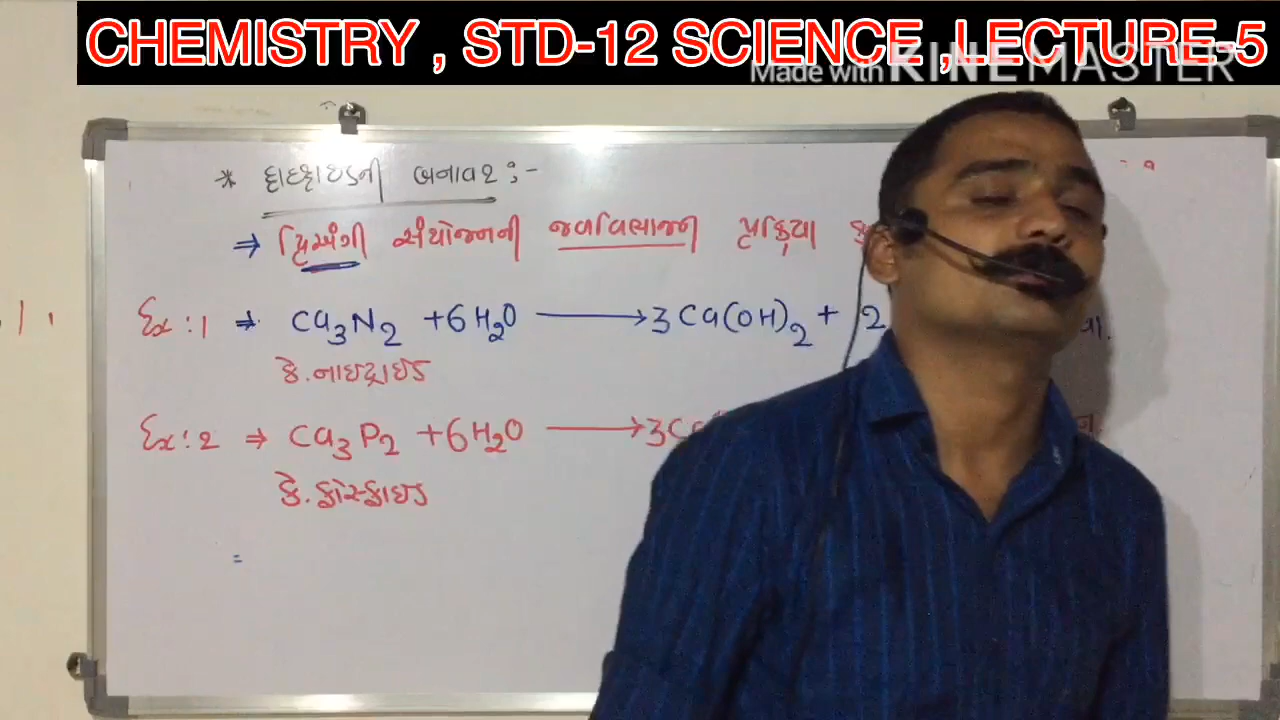 CHEMISTRY , STD-12 SCIENCE ,LECTURE-5
Made with KINEMASTER
* હાઇડ્રાઇડની બનાવટ :-
⇒ દ્વિઅંગી સંયોજનની જળવિભાજન પ્રક્રિયા
Ex:1 ⇒ Ca3N2 + 6H2O ⟶ 3Ca(OH)2 + 2
કે. નાઇટ્રાઇડ
Ex:2 ⇒ Ca3P2 + 6H2O ⟶ 3Ca
કે. ફોસ્ફાઇડ